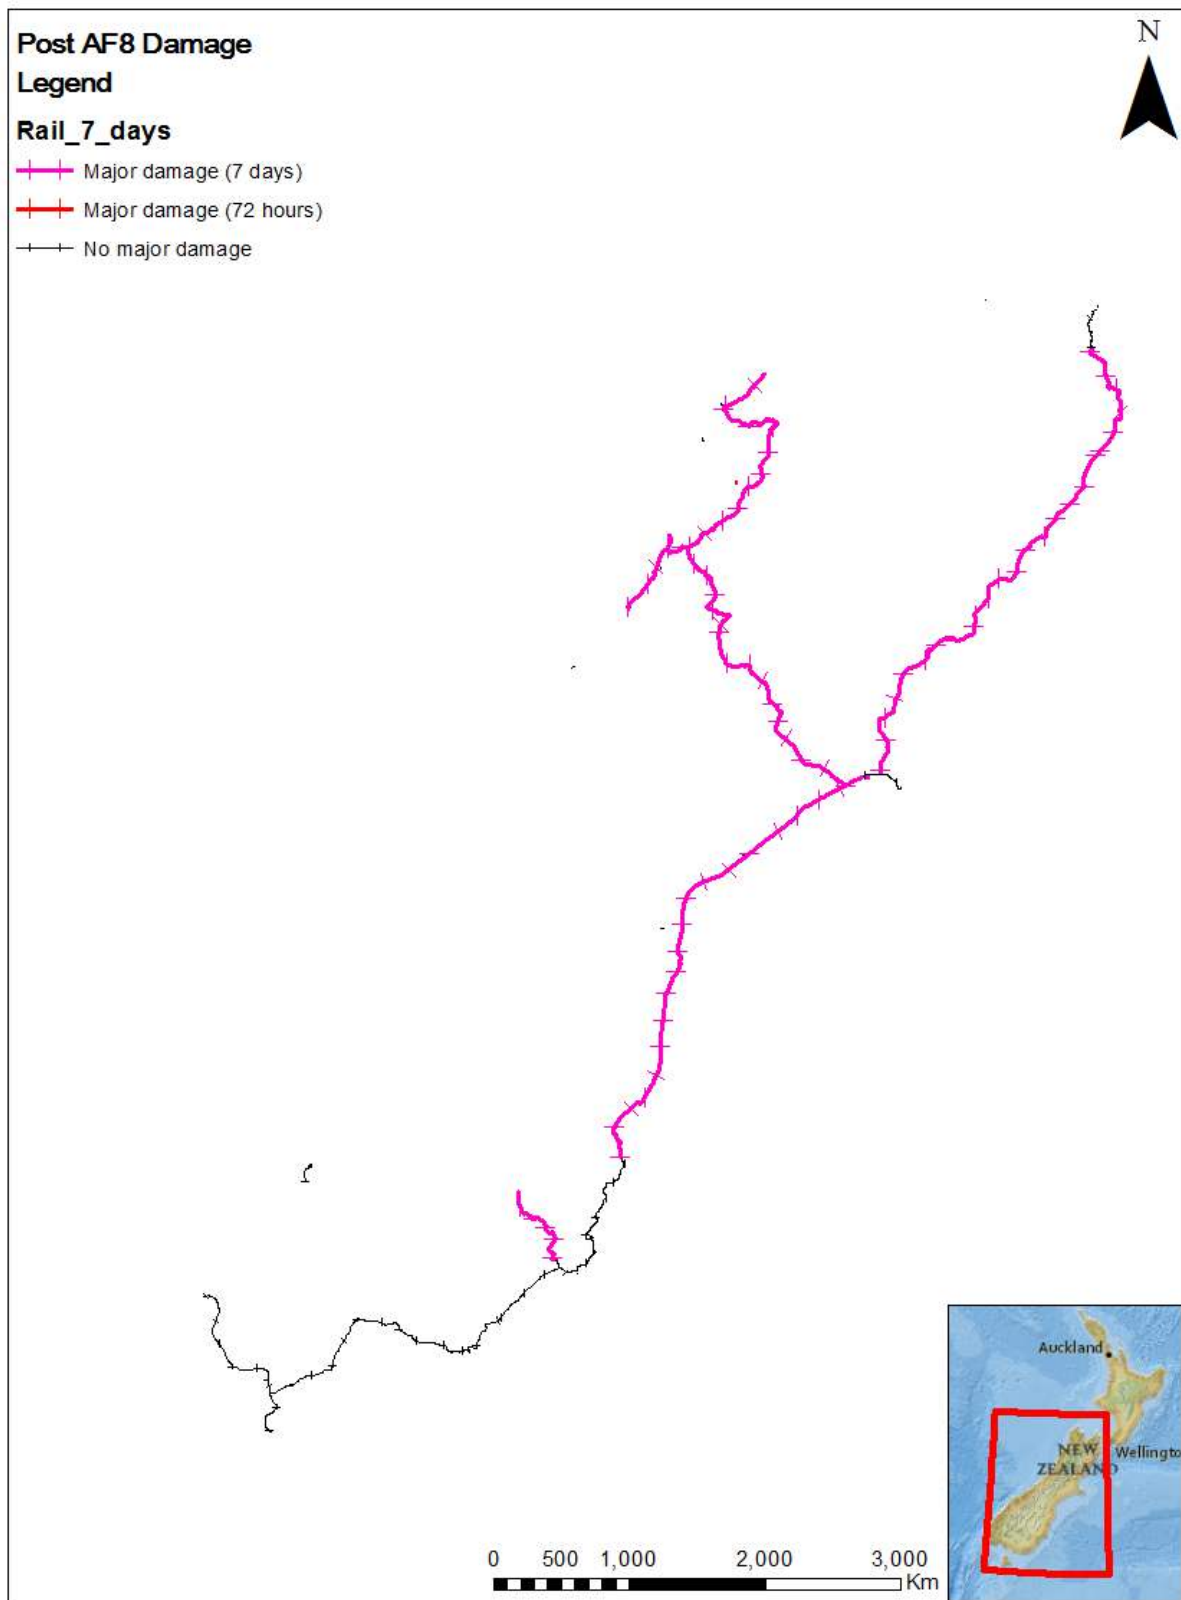 Post AF8 Damage
Legend
N
Rail_7_days
Major damage (7 days)
Major damage (72 hours)
No major damage
Auckland
NEW
ZEALAND
Wellingto
0 500 1,000 2,000 3,000
Km